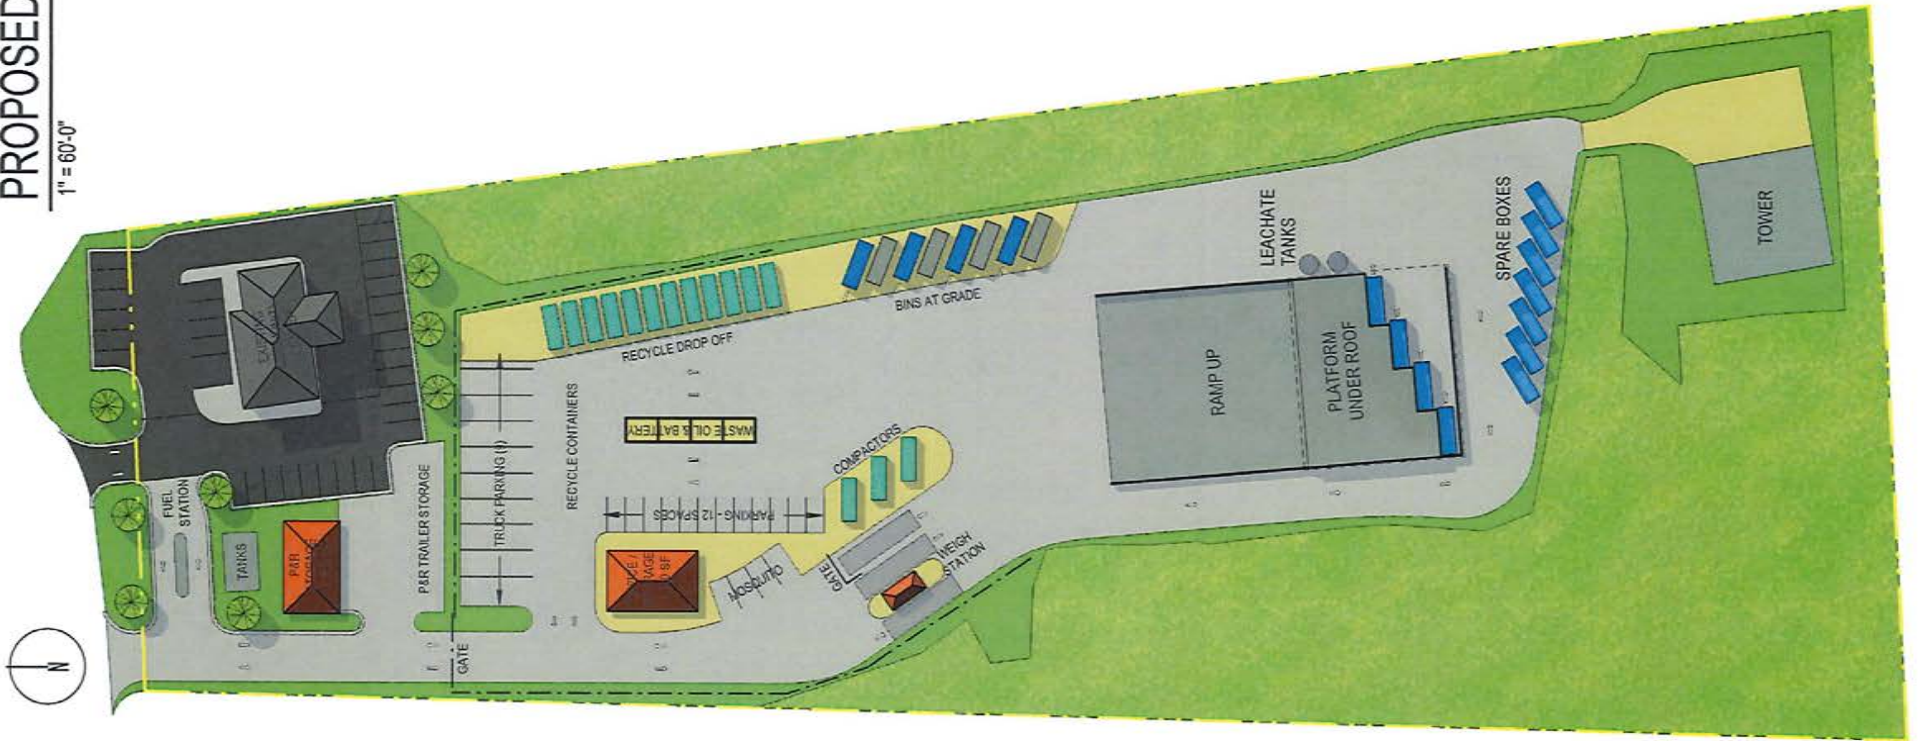 PROPOSED
1" = 60'-0"
N
FUEL
STATION
TANKS
P&R
P&R TRAILER STORAGE
GATE
TRUCK PARKING
RECYCLE CONTAINERS
RECYCLE DROP OFF
WASTE OIL & BATTERY
PARKING - 12 SPACES
MOSQUITO
COMPACTORS
GATE
WEIGH
STATION
BINS AT GRADE
RAMP UP
PLATFORM
UNDER ROOF
LEACHATE
TANKS
SPARE BOXES
TOWER